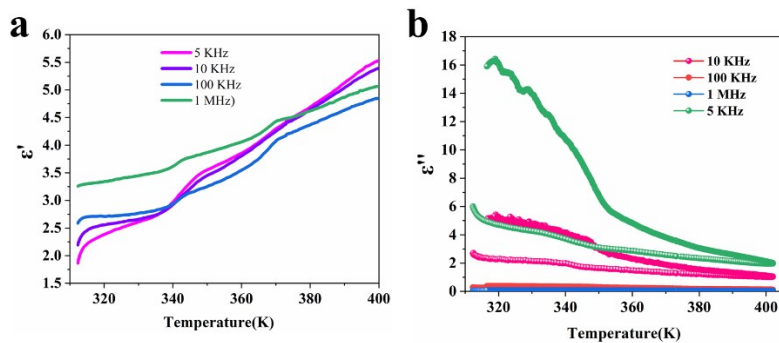 a
ε'
5.5
5.0
4.5
4.0
3.5
3.0
2.5
2.0
1.5
5 KHz
10 KHz
100 KHz
1 MHz)
320
340
360
380
400
Temperature(K)
b
ε''
18
16
14
12
10
8
6
4
2
0
10 KHz
100 KHz
1 MHz
5 KHz
320
340
360
380
400
Temperature(K)